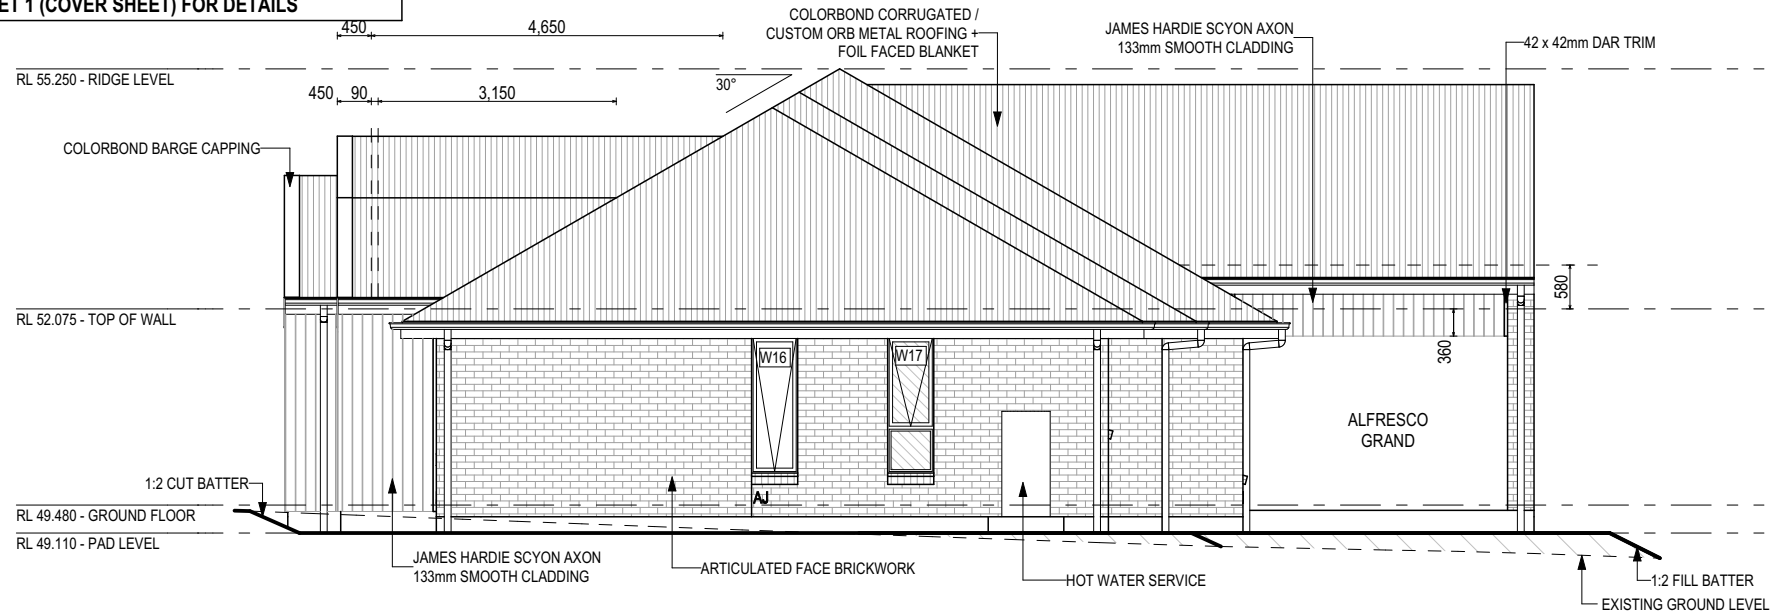 ET 1 (COVER SHEET) FOR DETAILS
450
4,650
COLORBOND CORRUGATED /
CUSTOM ORB METAL ROOFING +
FOIL FACED BLANKET
JAMES HARDIE SCYON AXON
133mm SMOOTH CLADDING
42 x 42mm DAR TRIM
RL 55.250 - RIDGE LEVEL
30°
450
90
3,150
COLORBOND BARGE CAPPING
580
RL 52.075 - TOP OF WALL
360
W16
W17
ALFRESCO
GRAND
1:2 CUT BATTER
AJ
RL 49.480 - GROUND FLOOR
RL 49.110 - PAD LEVEL
JAMES HARDIE SCYON AXON
133mm SMOOTH CLADDING
ARTICULATED FACE BRICKWORK
HOT WATER SERVICE
1:2 FILL BATTER
EXISTING GROUND LEVEL